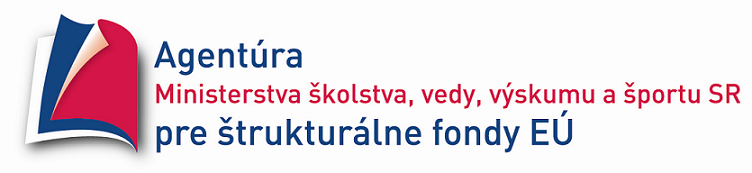 Agentúra
Ministerstva školstva, vedy, výskumu a športu SR
pre štrukturálne fondy EÚ